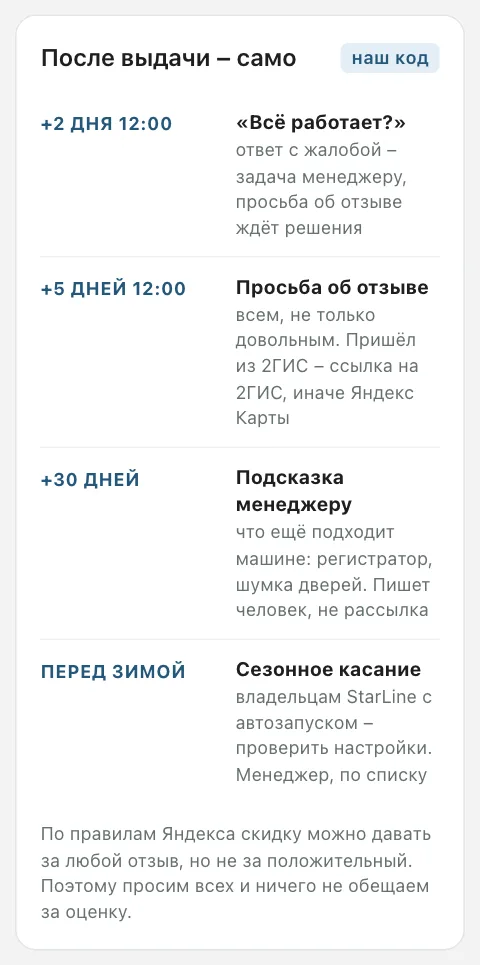 После выдачи – само
наш код
+2 ДНЯ 12:00
«Всё работает?»
ответ с жалобой –
задача менеджеру,
просьба об отзыве
ждёт решения
+5 ДНЕЙ 12:00
Просьба об отзыве
всем, не только
довольным. Пришёл
из 2ГИС – ссылка на
2ГИС, иначе Яндекс
Карты
+30 ДНЕЙ
Подсказка
менеджеру
что ещё подходит
машине: регистратор,
шумка дверей. Пишет
человек, не рассылка
ПЕРЕД ЗИМОЙ
Сезонное касание
владельцам StarLine с
автозапуском –
проверить настройки.
Менеджер, по списку
По правилам Яндекса скидку можно давать
за любой отзыв, но не за положительный.
Поэтому просим всех и ничего не обещаем
за оценку.